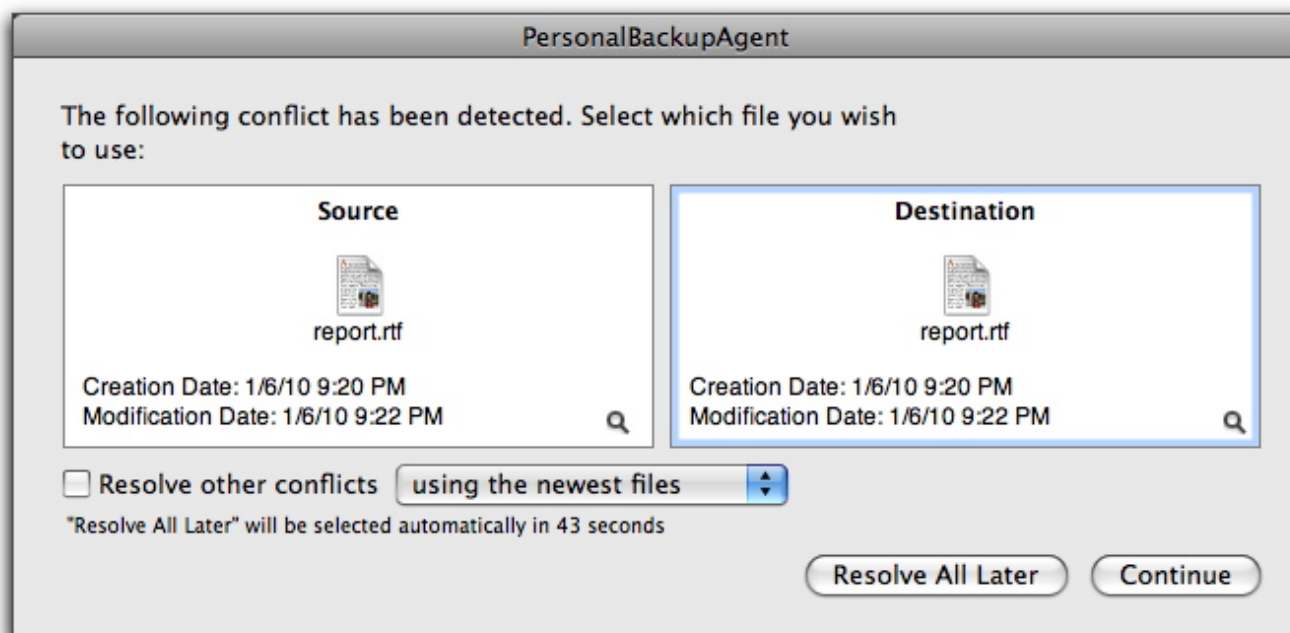 PersonalBackupAgent
The following conflict has been detected. Select which file you wish
to use:
Source
report.rtf
Creation Date: 1/6/10 9:20 PM
Modification Date: 1/6/10 9:22 PM
Destination
report.rtf
Creation Date: 1/6/10 9:20 PM
Modification Date: 1/6/10 9:22 PM
Resolve other conflicts using the newest files
"Resolve All Later" will be selected automatically in 43 seconds
Resolve All Later Continue